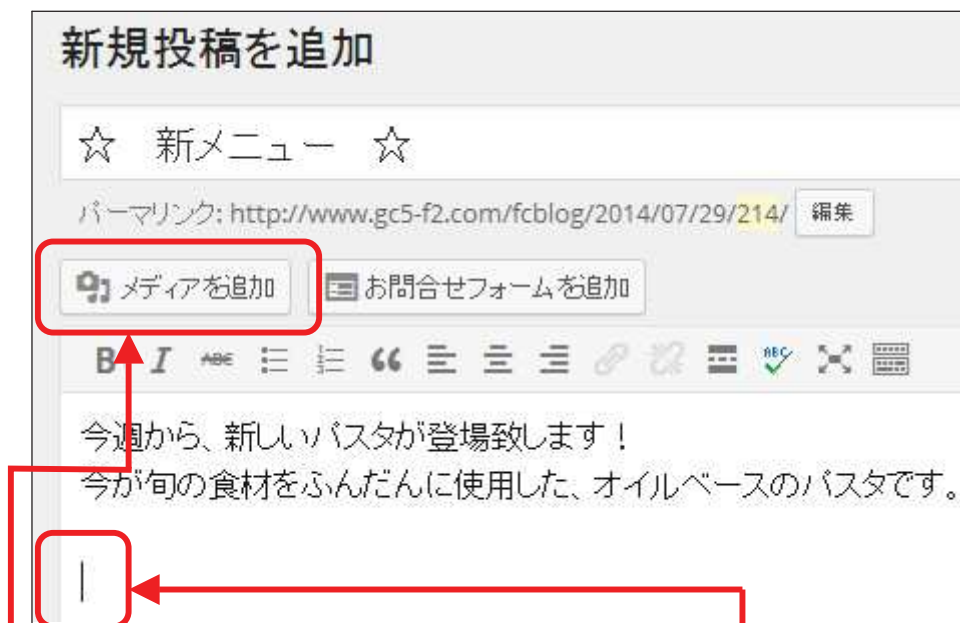 新規投稿を追加
☆ 新メニュー ☆
パーマリンク: http://www.gc5-f2.com/fcblog/2014/07/29/214/ 編集
メディアを追加 お問合せフォームを追加
B I ABC ABC
今週から、新しいパスタが登場致します!
今が旬の食材をふんだんに使用した、オイルベースのパスタです。